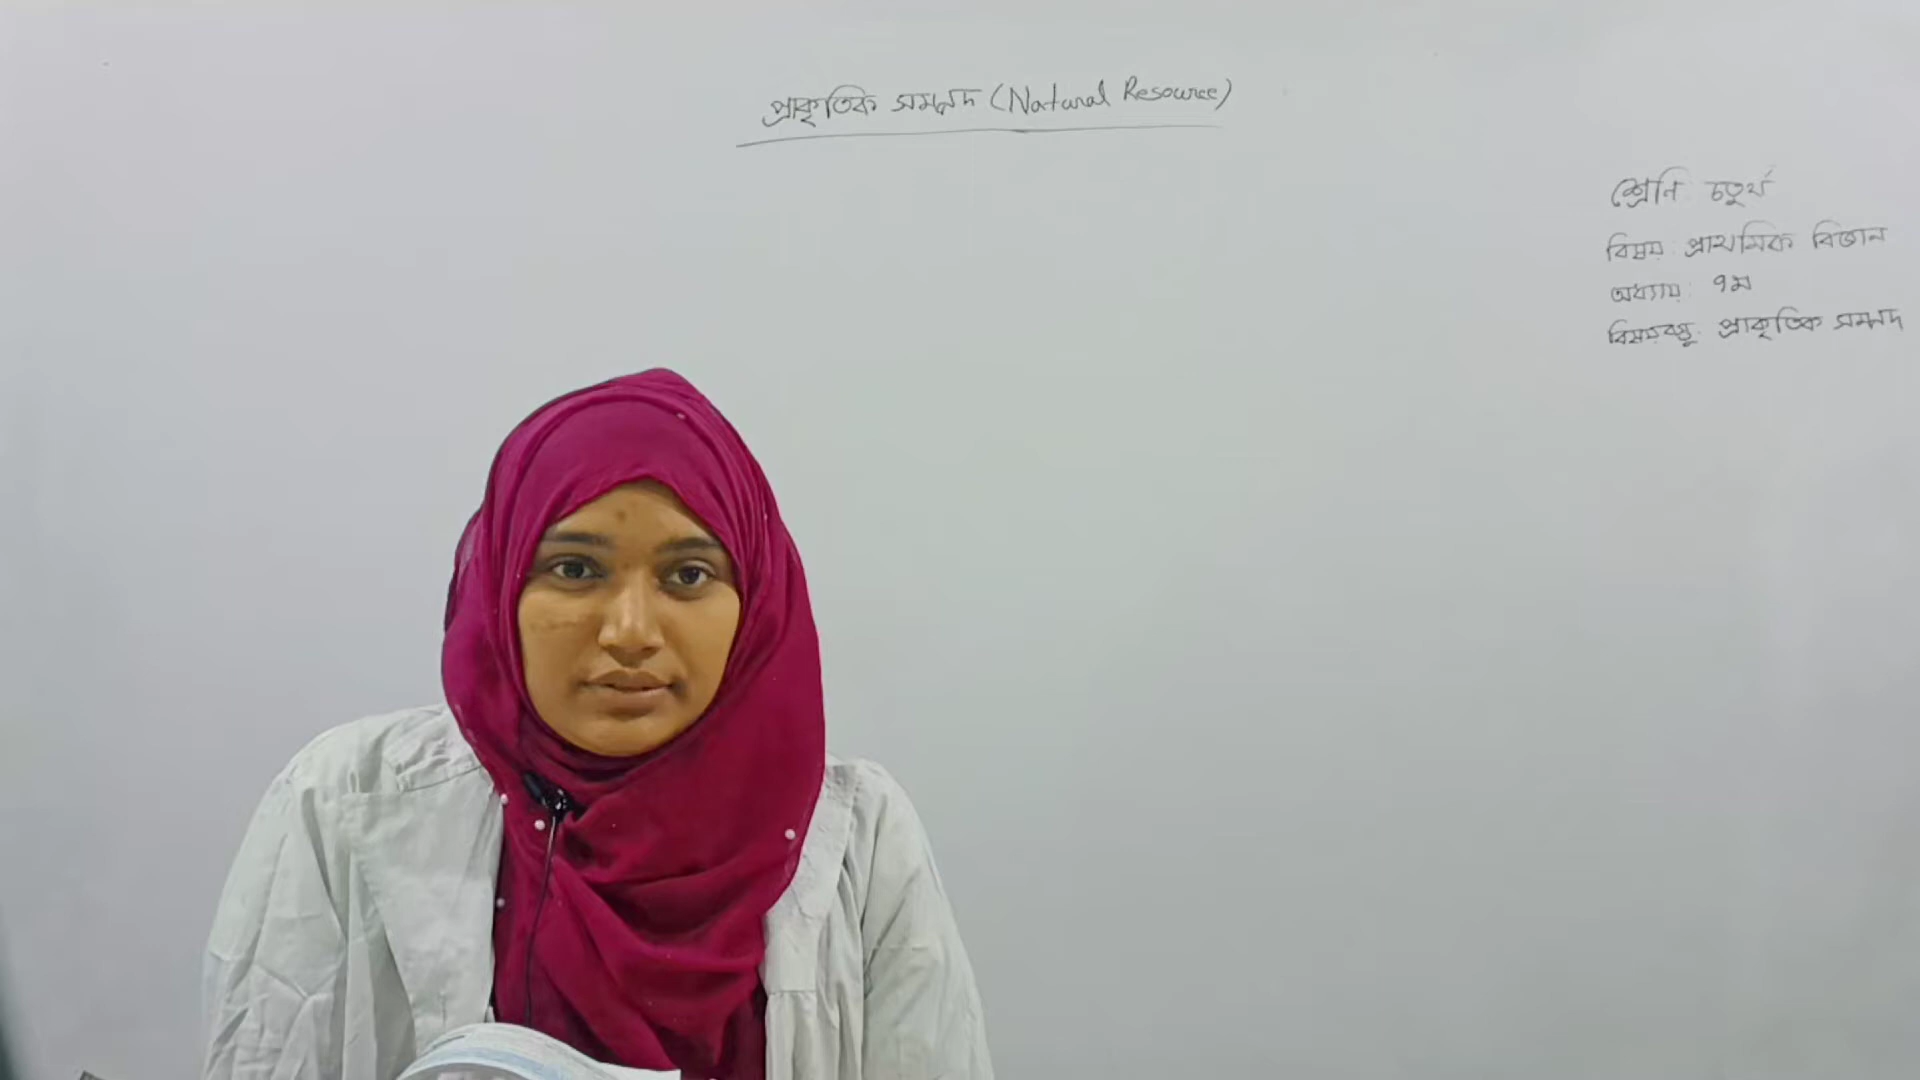 প্রাকৃতিক সম্পদ (Natural Resource)
শ্রেণি: চতুর্থ
বিষয়: প্রাথমিক বিজ্ঞান
অধ্যায়: ৭ম
বিষয়বস্তু: প্রাকৃতিক সম্পদ